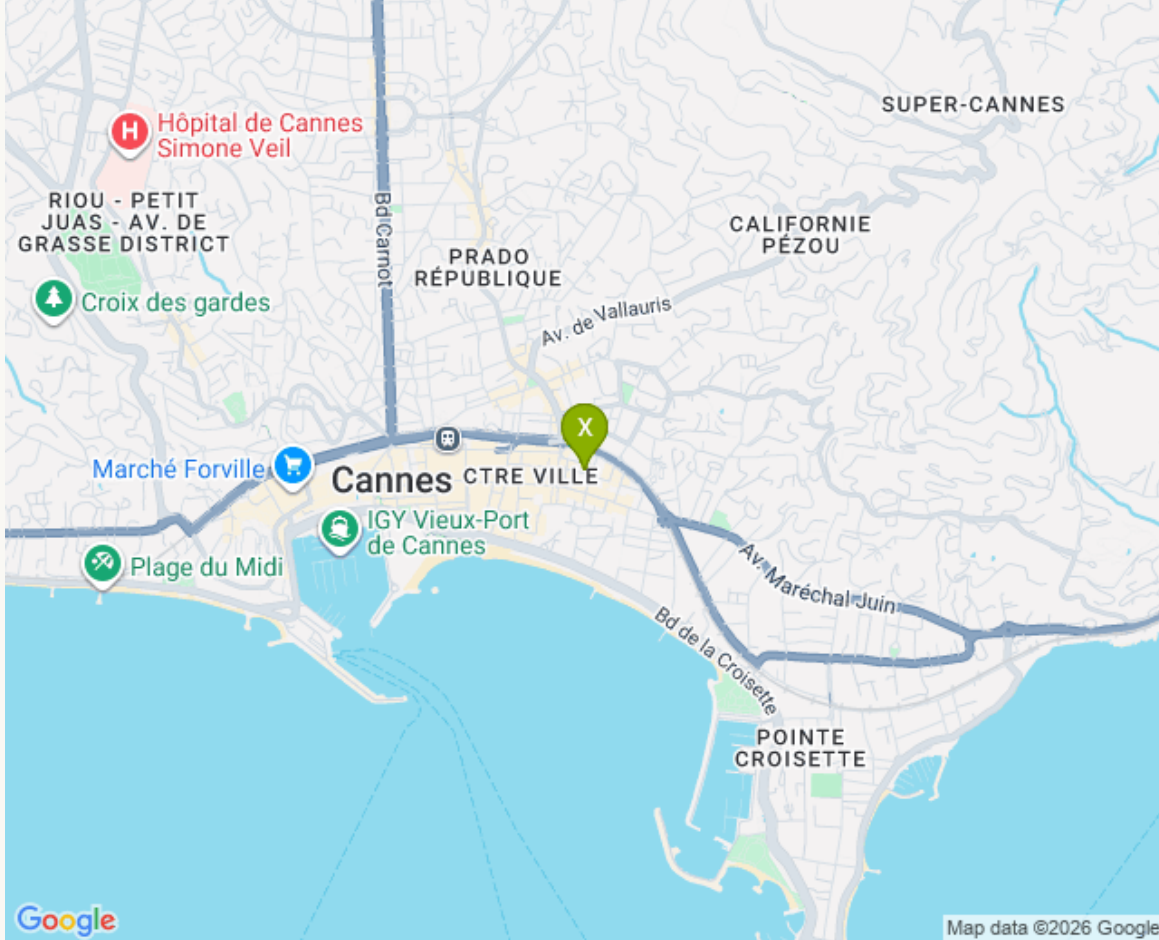 SUPER-CANNES
Hôpital de Cannes
Simone Veil
RIOU - PETIT
JUAS - AV. DE
GRASSE DISTRICT
Bd Carnot
CALIFORNIE
PÉZOU
PRADO
RÉPUBLIQUE
Croix des gardes
Av. de Vallauris
X
Marché Forville
Cannes
CTRE VILLE
IGY Vieux-Port
de Cannes
Plage du Midi
Av. Maréchal Juin
Bd de la Croisette
POINTE
CROISETTE
Google
Map data ©2026 Google